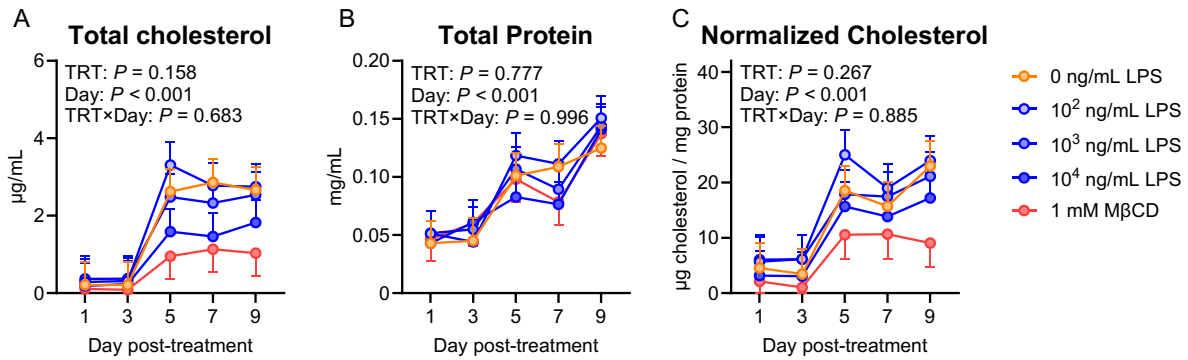 A
Total cholesterol
TRT: P = 0.158
Day: P < 0.001
TRT×Day: P = 0.683
6
4
2
0
µg/mL
1 3 5 7 9
Day post-treatment
B
Total Protein
TRT: P = 0.777
Day: P < 0.001
TRT×Day: P = 0.996
0.20
0.15
0.10
0.05
0.00
mg/mL
1 3 5 7 9
Day post-treatment
C
Normalized Cholesterol
TRT: P = 0.267
Day: P < 0.001
TRT×Day: P = 0.885
40
30
20
10
0
µg cholesterol / mg protein
1 3 5 7 9
Day post-treatment
0 ng/mL LPS
10² ng/mL LPS
10³ ng/mL LPS
10⁴ ng/mL LPS
1 mM MβCD